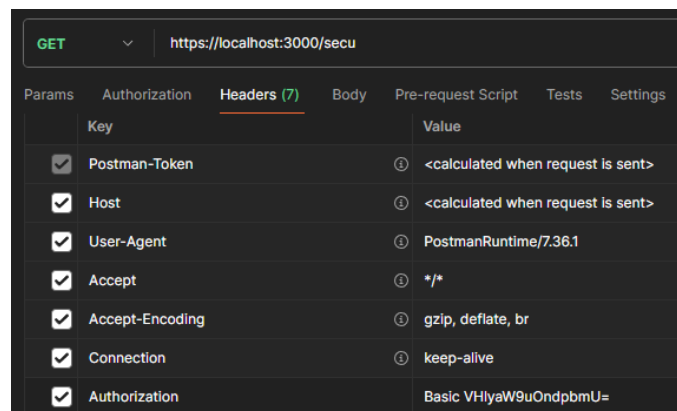 GET https://localhost:3000/secu
Params Authorization Headers (7) Body Pre-request Script Tests Settings
Key Value
Postman-Token <calculated when request is sent>
Host <calculated when request is sent>
User-Agent PostmanRuntime/7.36.1
Accept */*
Accept-Encoding gzip, deflate, br
Connection keep-alive
Authorization Basic VHlyaW9uOndpbmU=